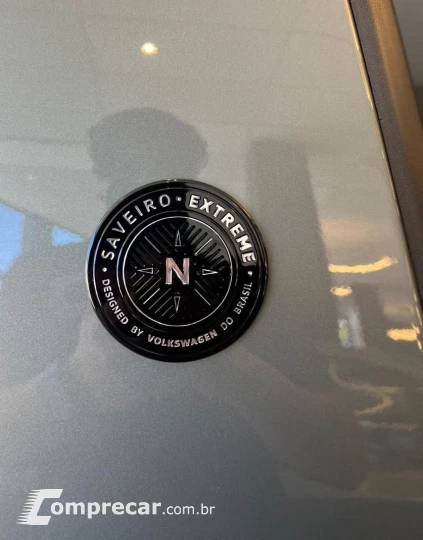 SAVEIRO • EXTREME
N
• DESIGNED BY VOLKSWAGEN DO BRASIL •
Comprecar.com.br